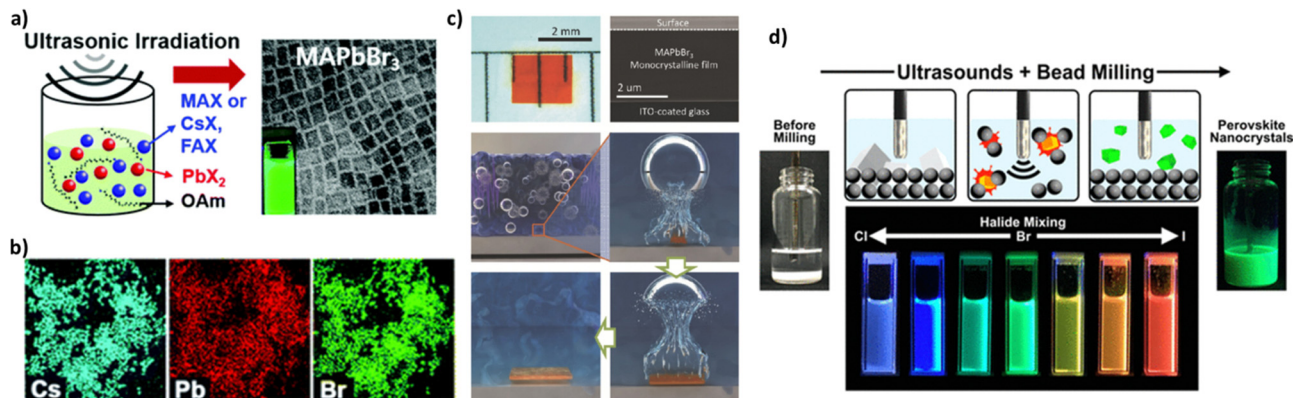 a)
Ultrasonic Irradiation
MAX or
CsX,
FAX
PbX2
OAm
MAPbBr3
b)
Cs
Pb
Br
c)
2 mm
Surface
MAPbBr3
Monocrystalline film
2 um
ITO-coated glass
d)
Ultrasounds + Bead Milling
Before
Milling
Perovskite
Nanocrystals
Halide Mixing
Cl
Br
I